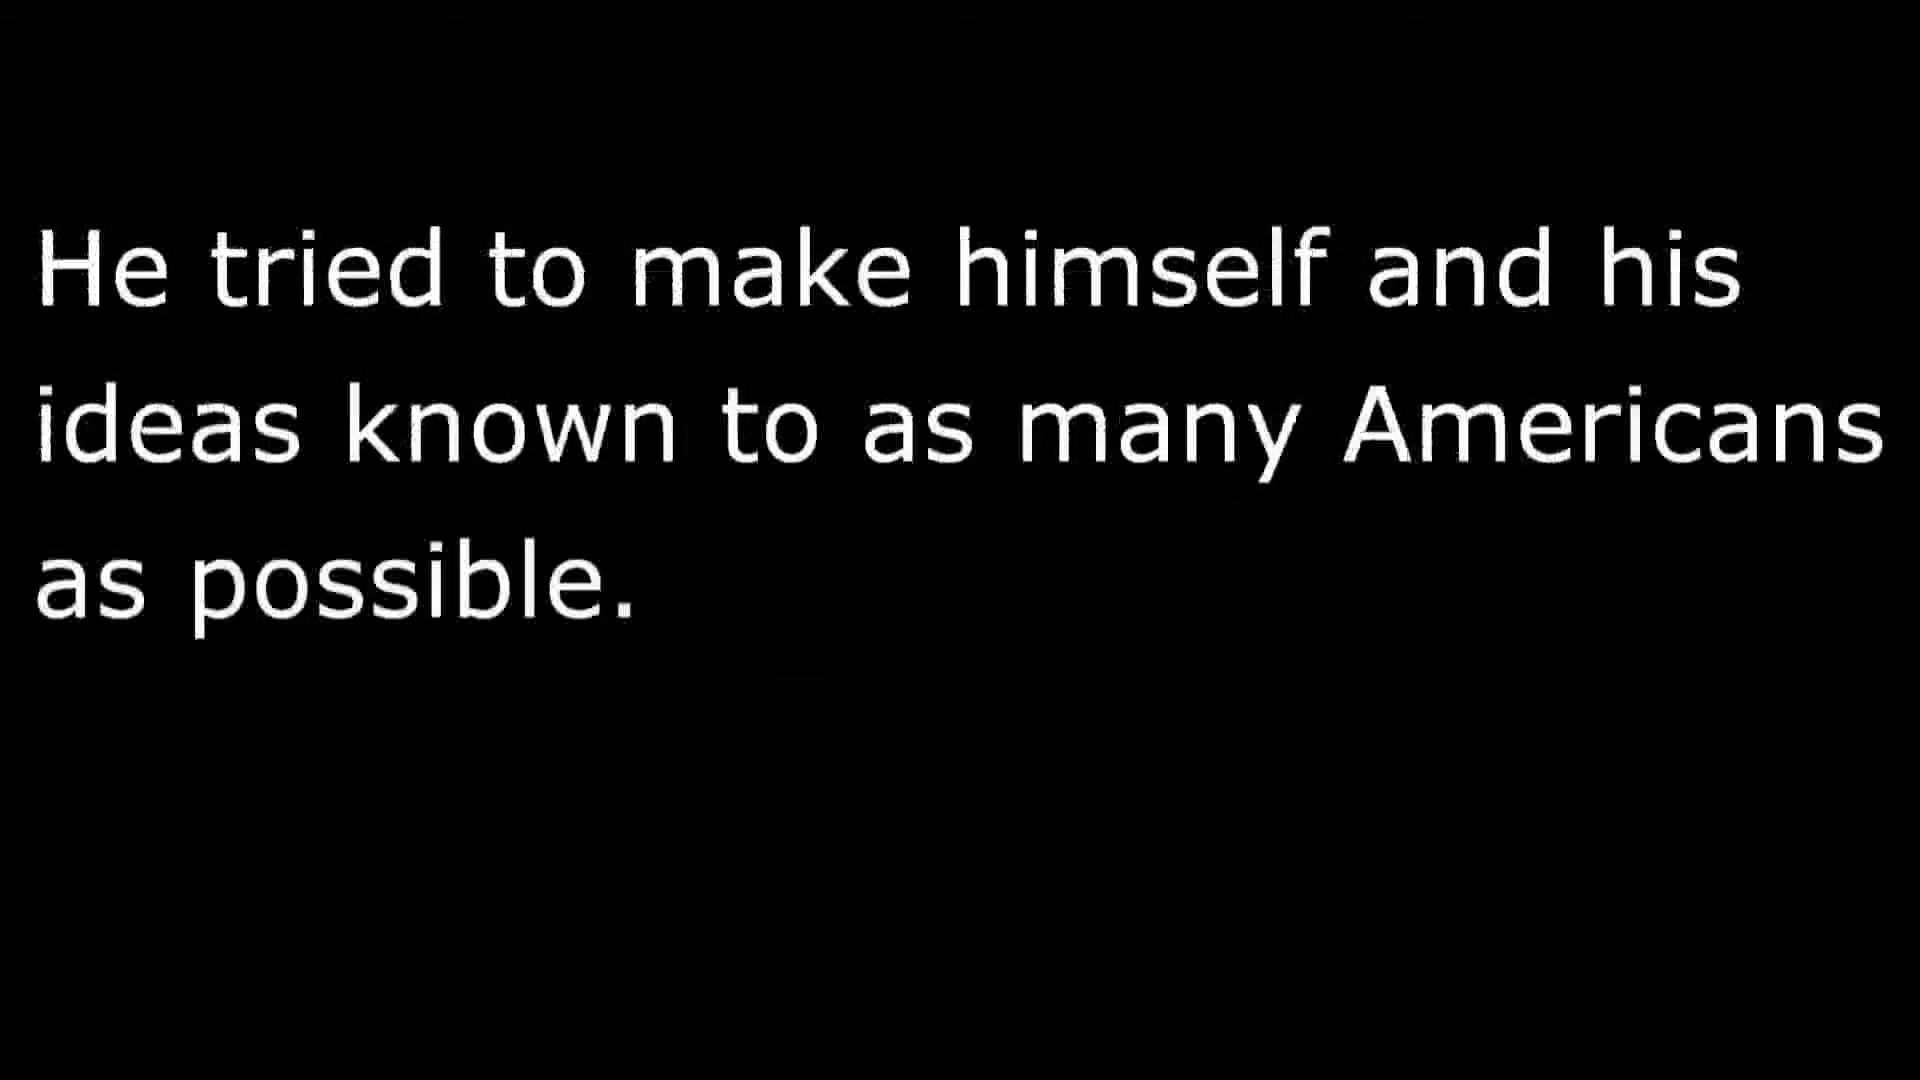 He tried to make himself and his
ideas known to as many Americans
as possible.